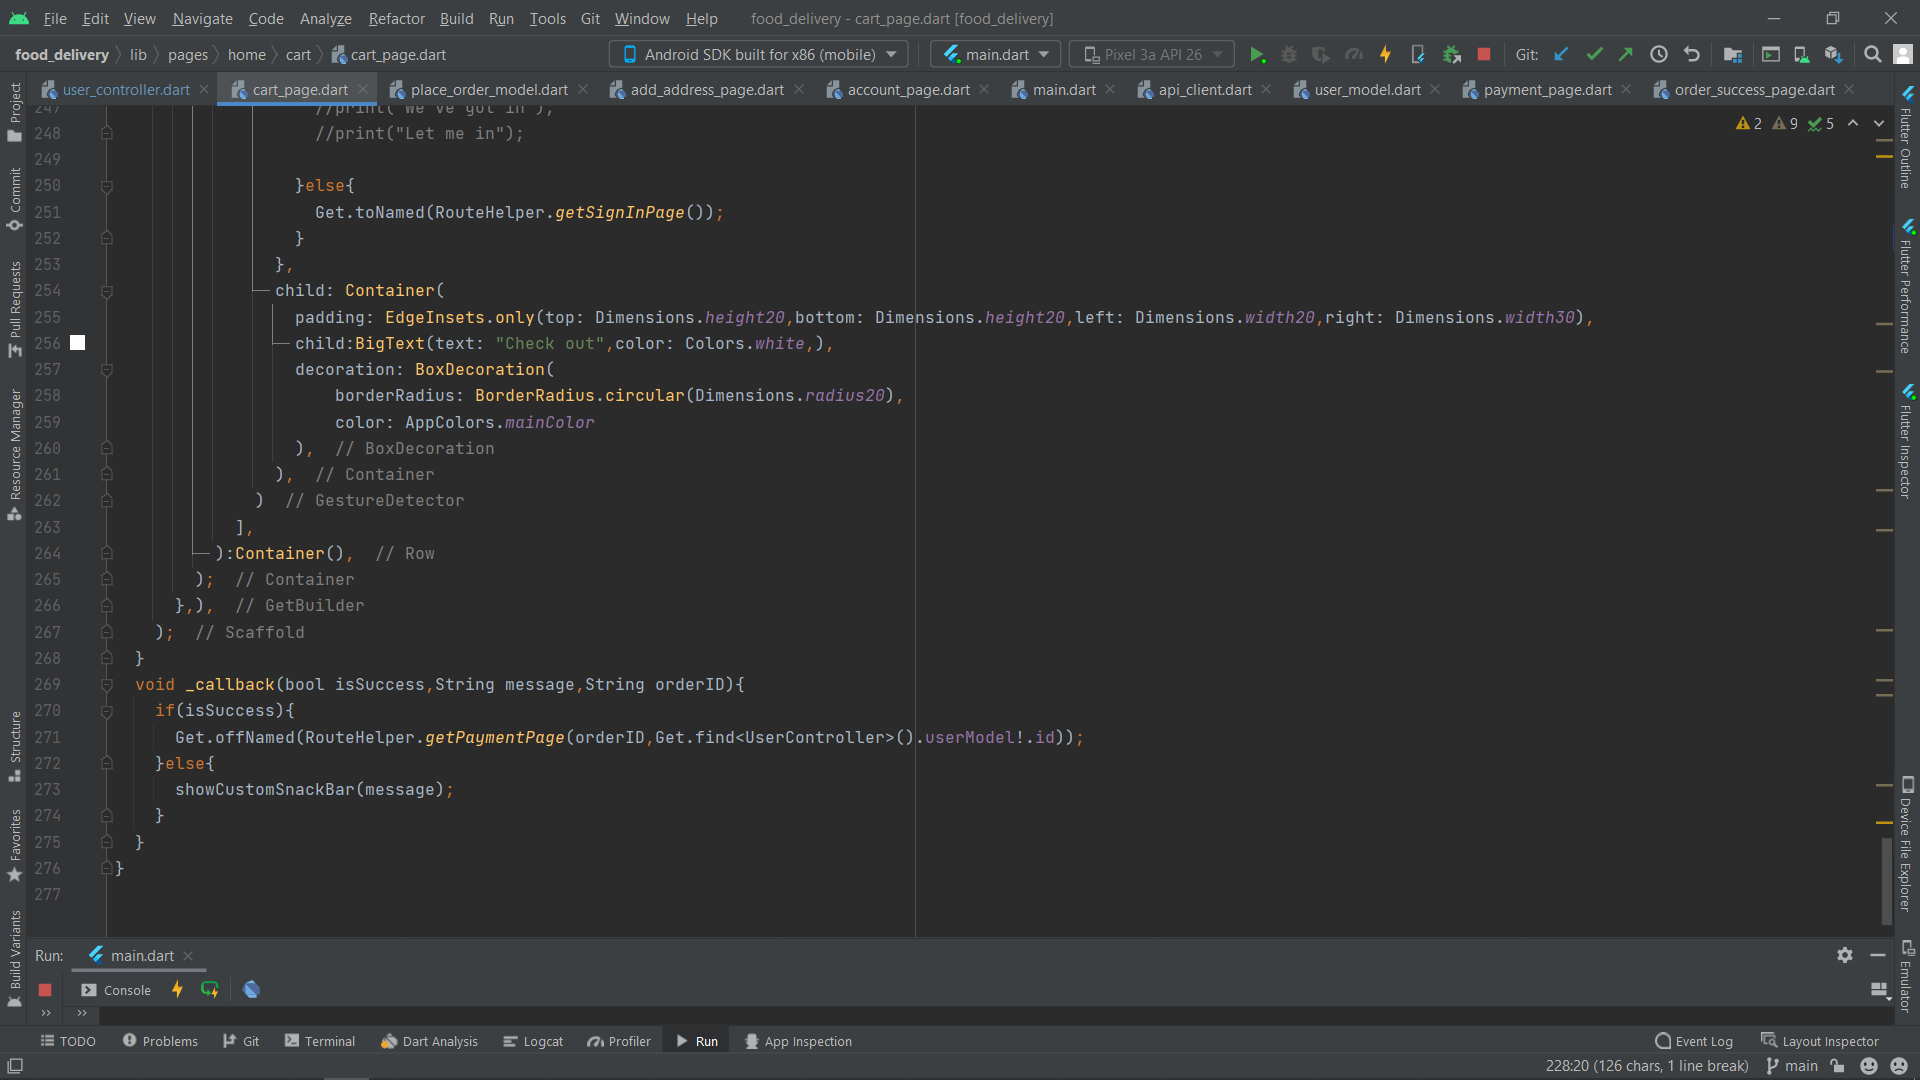 File Edit View Navigate Code Analyze Refactor Build Run Tools Git Window Help food_delivery - cart_page.dart [food_delivery]
food_delivery lib pages home cart cart_page.dart Android SDK built for x86 (mobile) main.dart Pixel 3a API 26 Git:
user_controller.dart cart_page.dart place_order_model.dart add_address_page.dart account_page.dart main.dart api_client.dart user_model.dart payment_page.dart order_success_page.dart
2 9 5
247 //print("We've got in");
248 //print("Let me in");
249
250 }else{
251 Get.toNamed(RouteHelper.getSignInPage());
252 }
253 },
254 child: Container(
255 padding: EdgeInsets.only(top: Dimensions.height20,bottom: Dimensions.height20,left: Dimensions.width20,right: Dimensions.width30),
256 child:BigText(text: "Check out",color: Colors.white,),
257 decoration: BoxDecoration(
258 borderRadius: BorderRadius.circular(Dimensions.radius20),
259 color: AppColors.mainColor
260 ), // BoxDecoration
261 ), // Container
262 ) // GestureDetector
263 ],
264 ):Container(), // Row
265 ); // Container
266 },), // GetBuilder
267 ); // Scaffold
268 }
269 void _callback(bool isSuccess,String message,String orderID){
270 if(isSuccess){
271 Get.offNamed(RouteHelper.getPaymentPage(orderID,Get.find<UserController>().userModel!.id));
272 }else{
273 showCustomSnackBar(message);
274 }
275 }
276 }
277
Project
Commit
Pull Requests
Resource Manager
Structure
Favorites
Build Variants
Flutter Outline
Flutter Performance
Flutter Inspector
Device File Explorer
Emulator
Run: main.dart
Console
TODO Problems Git Terminal Dart Analysis Logcat Profiler Run App Inspection Event Log Layout Inspector
228:20 (126 chars, 1 line break) main